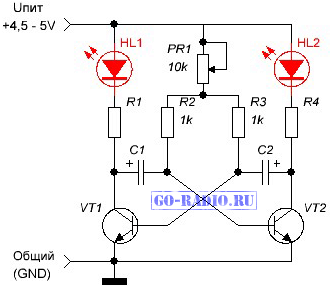 Uпит
+4,5 - 5V
HL1
PR1
10k
HL2
R1
R2
1k
R3
1k
R4
C1
+
C2
+
VT1
GO-RADIO.RU
VT2
Общий
(GND)